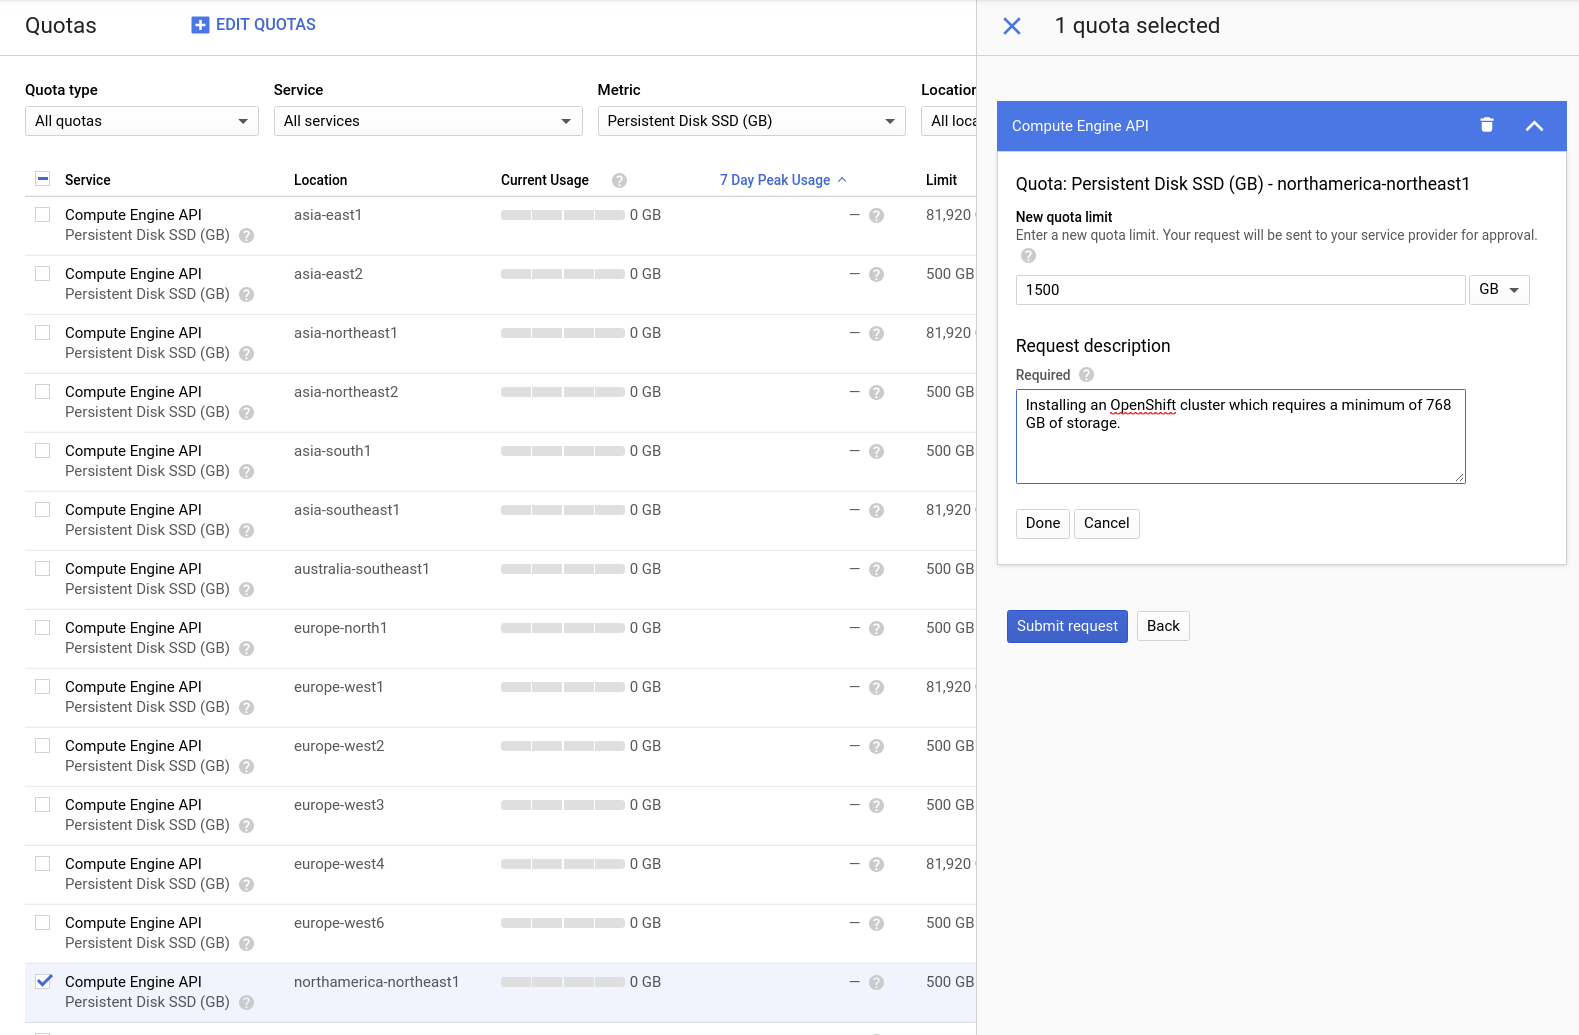 Quotas
EDIT QUOTAS
Quota type
Service
Metric
Location
All quotas
All services
Persistent Disk SSD (GB)
All loca
Service Location Current Usage 7 Day Peak Usage Limit
Compute Engine API asia-east1 0 GB — 81,920
Persistent Disk SSD (GB)
Compute Engine API asia-east2 0 GB — 500 GB
Persistent Disk SSD (GB)
Compute Engine API asia-northeast1 0 GB — 81,920
Persistent Disk SSD (GB)
Compute Engine API asia-northeast2 0 GB — 500 GB
Persistent Disk SSD (GB)
Compute Engine API asia-south1 0 GB — 500 GB
Persistent Disk SSD (GB)
Compute Engine API asia-southeast1 0 GB — 81,920
Persistent Disk SSD (GB)
Compute Engine API australia-southeast1 0 GB — 500 GB
Persistent Disk SSD (GB)
Compute Engine API europe-north1 0 GB — 500 GB
Persistent Disk SSD (GB)
Compute Engine API europe-west1 0 GB — 81,920
Persistent Disk SSD (GB)
Compute Engine API europe-west2 0 GB — 500 GB
Persistent Disk SSD (GB)
Compute Engine API europe-west3 0 GB — 500 GB
Persistent Disk SSD (GB)
Compute Engine API europe-west4 0 GB — 81,920
Persistent Disk SSD (GB)
Compute Engine API europe-west6 0 GB — 500 GB
Persistent Disk SSD (GB)
Compute Engine API northamerica-northeast1 0 GB — 500 GB
Persistent Disk SSD (GB)
1 quota selected
Compute Engine API
Quota: Persistent Disk SSD (GB) - northamerica-northeast1
New quota limit
Enter a new quota limit. Your request will be sent to your service provider for approval.
1500 GB
Request description
Required
Installing an OpenShift cluster which requires a minimum of 768
GB of storage.
Done Cancel
Submit request Back